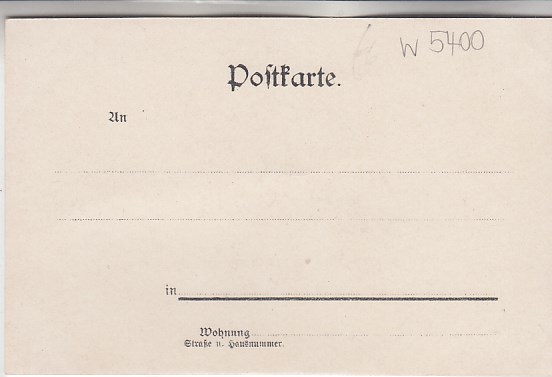 W 5400
Postkarte.
An
in
Wohnung
Straße u. Hausnummer.